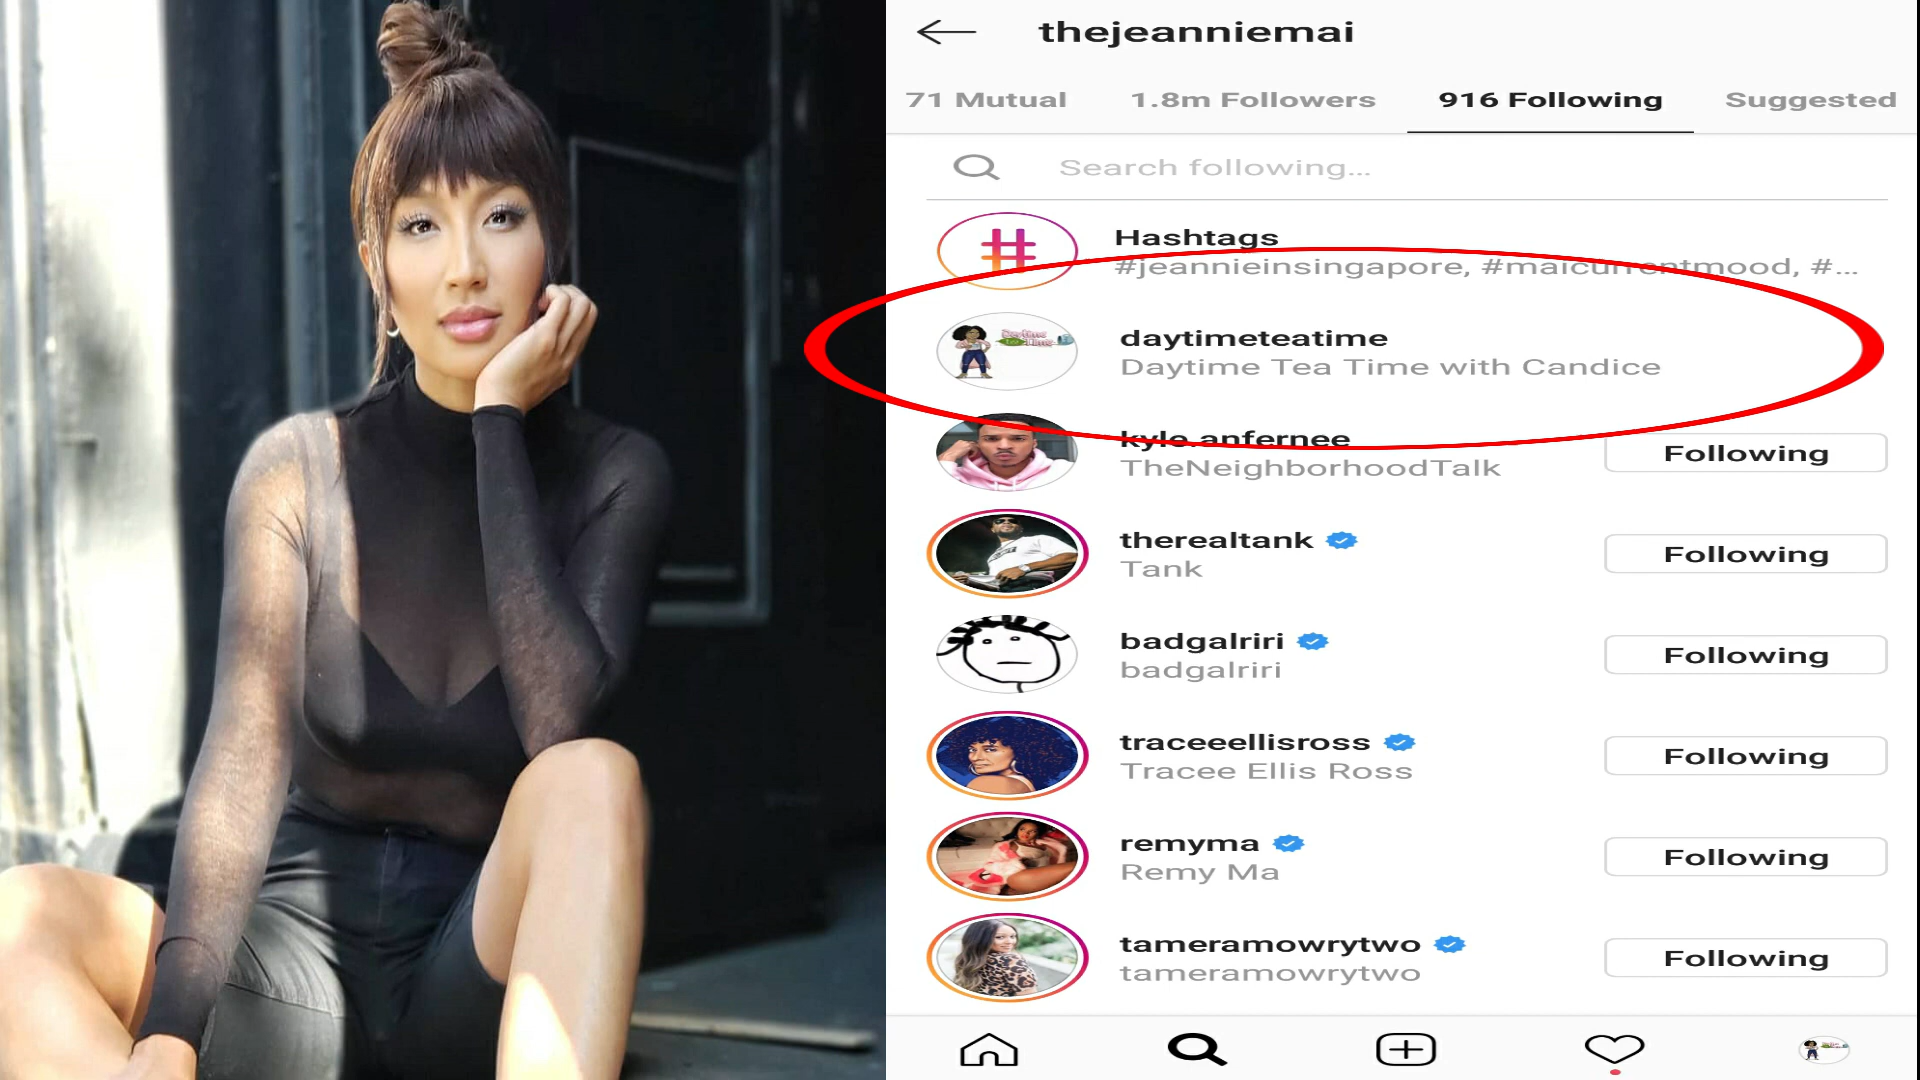 thejeanniemai
71 Mutual 1.8m Followers 916 Following Suggested
Search following...
Hashtags
#jeannieinsingapore, #maicurrentmood, #...
daytimeteatime
Daytime Tea Time with Candice
kyle.anfernee
TheNeighborhoodTalk
Following
therealtank
Tank
Following
badgalriri
badgalriri
Following
traceeellisross
Tracee Ellis Ross
Following
remyma
Remy Ma
Following
tameramowrytwo
tameramowrytwo
Following